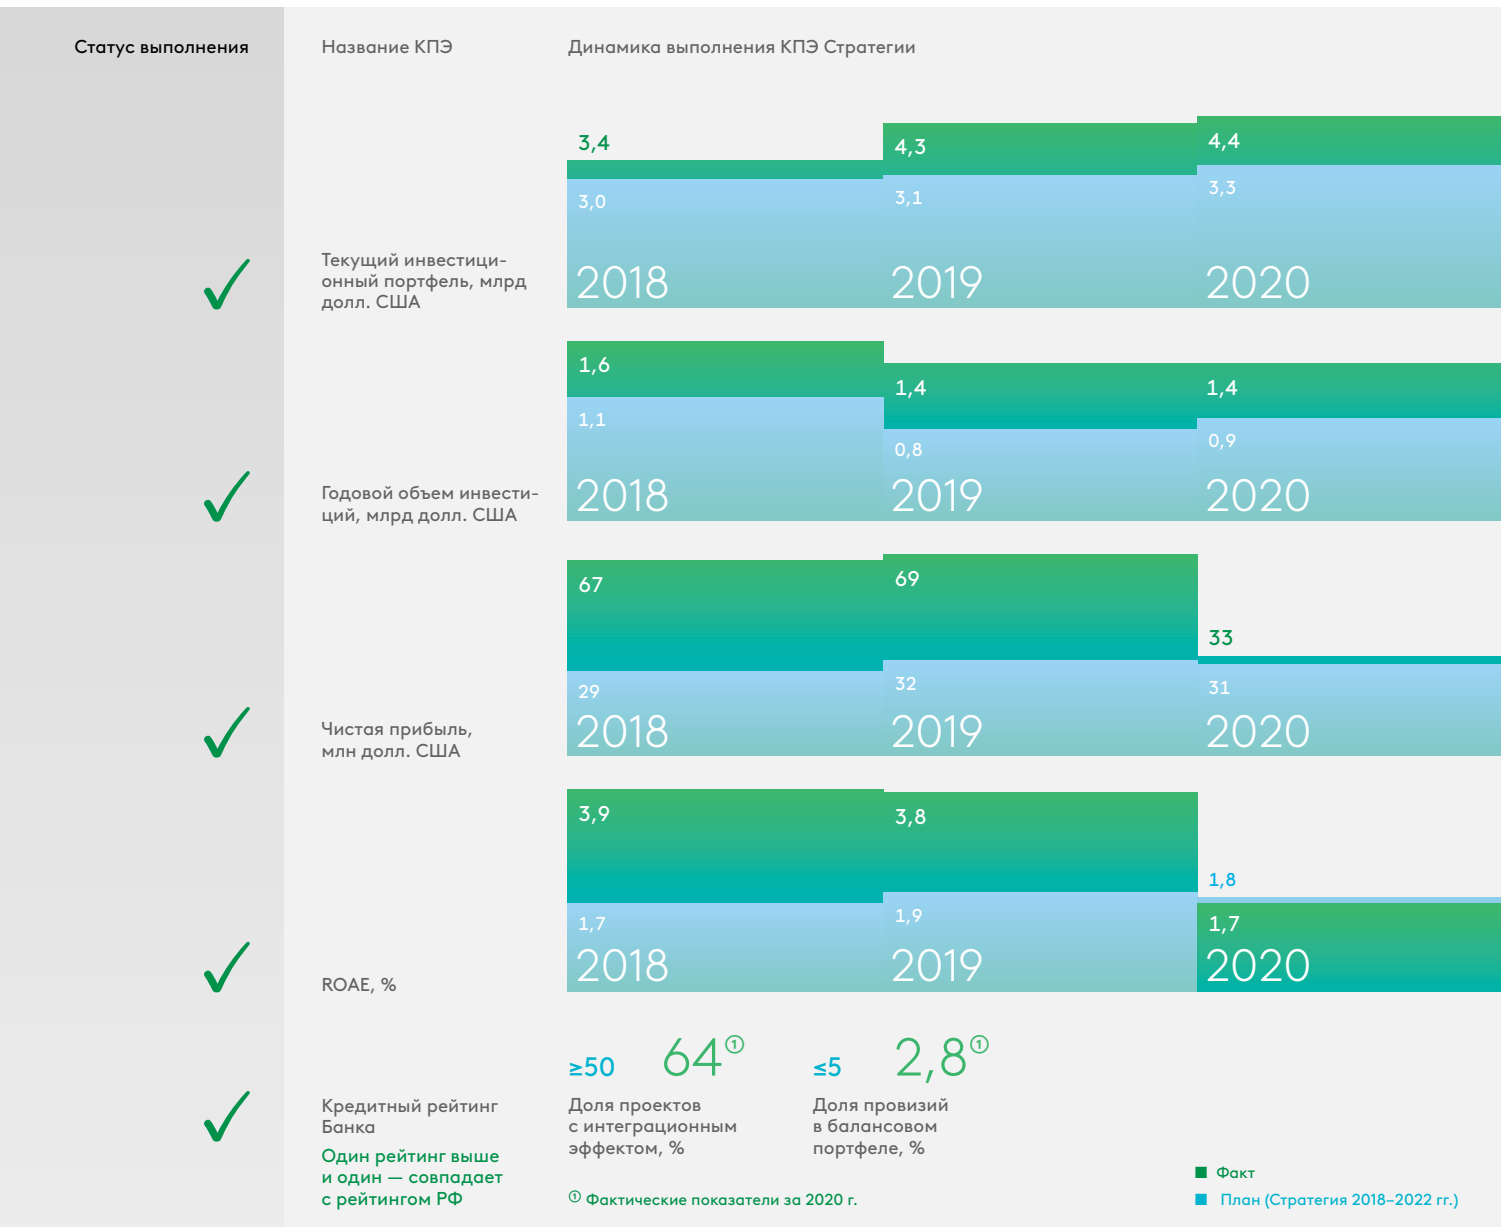 Статус выполнения
Название КПЭ
Динамика выполнения КПЭ Стратегии
3,4
4,3
4,4
3,0
3,1
3,3
Текущий инвестици-
онный портфель, млрд
долл. США
2018
2019
2020
1,6
1,4
1,4
1,1
0,8
0,9
Годовой объем инвести-
ций, млрд долл. США
2018
2019
2020
67
69
33
29
32
31
Чистая прибыль,
млн долл. США
2018
2019
2020
3,9
3,8
1,8
1,7
1,9
1,7
ROAE, %
2018
2019
2020
Кредитный рейтинг
Банка
Один рейтинг выше
и один — совпадает
с рейтингом РФ
≥50 64①
Доля проектов
с интеграционным
эффектом, %
≤5 2,8①
Доля провизий
в балансовом
портфеле, %
① Фактические показатели за 2020 г.
Факт
План (Стратегия 2018–2022 гг.)